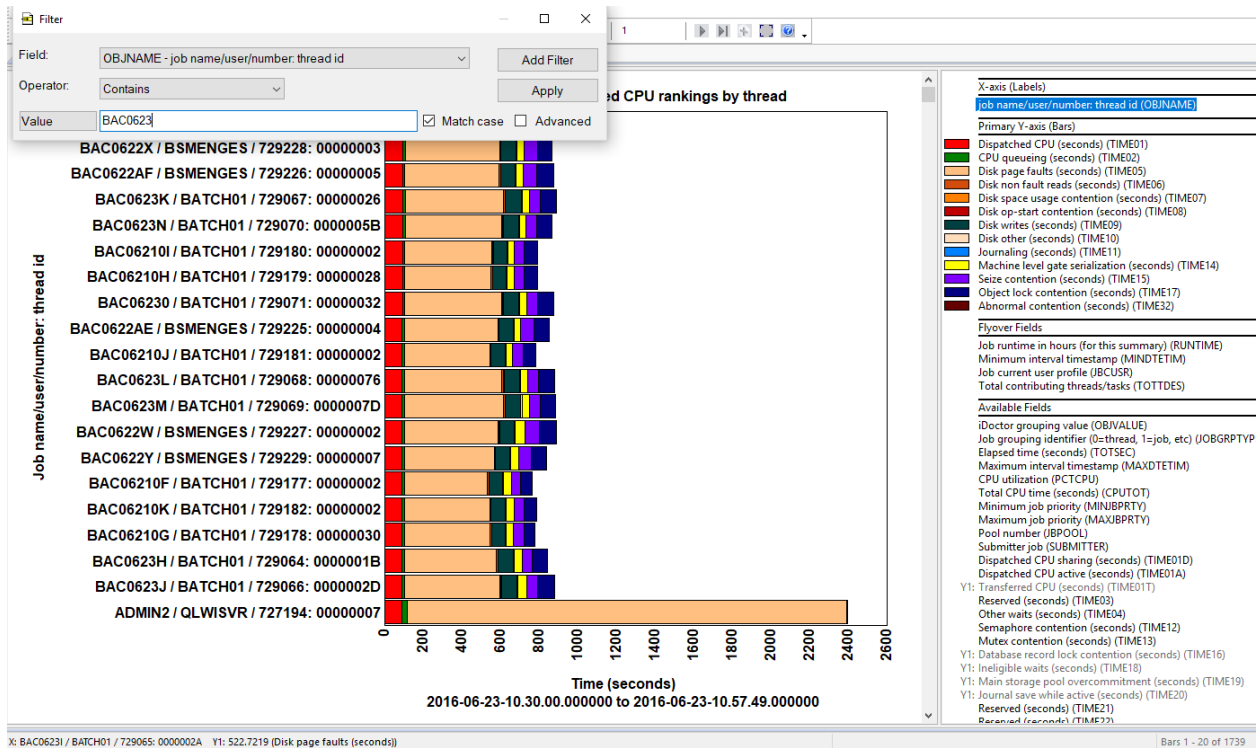 Filter
Field:
OBJNAME - job name/user/number: thread id
Add Filter
Operator:
Contains
Apply
Value
BAC0623
Match case
Advanced
1
ed CPU rankings by thread
Job name/user/number: thread id
BAC0622X / BSMENGES / 729228: 00000003
BAC0622AF / BSMENGES / 729226: 00000005
BAC0623K / BATCH01 / 729067: 00000026
BAC0623N / BATCH01 / 729070: 0000005B
BAC06210I / BATCH01 / 729180: 00000002
BAC06210H / BATCH01 / 729179: 00000028
BAC06230 / BATCH01 / 729071: 00000032
BAC0622AE / BSMENGES / 729225: 00000004
BAC06210J / BATCH01 / 729181: 00000002
BAC0623L / BATCH01 / 729068: 00000076
BAC0623M / BATCH01 / 729069: 0000007D
BAC0622W / BSMENGES / 729227: 00000002
BAC0622Y / BSMENGES / 729229: 00000007
BAC06210F / BATCH01 / 729177: 00000002
BAC06210K / BATCH01 / 729182: 00000002
BAC06210G / BATCH01 / 729178: 00000030
BAC0623H / BATCH01 / 729064: 0000001B
BAC0623J / BATCH01 / 729066: 0000002D
ADMIN2 / QLWISVR / 727194: 00000007
0 200 400 600 800 1000 1200 1400 1600 1800 2000 2200 2400 2600
Time (seconds)
2016-06-23-10.30.00.000000 to 2016-06-23-10.57.49.000000
X-axis (Labels)
job name/user/number: thread id (OBJNAME)
Primary Y-axis (Bars)
Dispatched CPU (seconds) (TIME01)
CPU queueing (seconds) (TIME02)
Disk page faults (seconds) (TIME05)
Disk non fault reads (seconds) (TIME06)
Disk space usage contention (seconds) (TIME07)
Disk op-start contention (seconds) (TIME08)
Disk writes (seconds) (TIME09)
Disk other (seconds) (TIME10)
Journaling (seconds) (TIME11)
Machine level gate serialization (seconds) (TIME14)
Seize contention (seconds) (TIME15)
Object lock contention (seconds) (TIME17)
Abnormal contention (seconds) (TIME32)
Flyover Fields
Job runtime in hours (for this summary) (RUNTIME)
Minimum interval timestamp (MINDTETIM)
Job current user profile (JBCUSR)
Total contributing threads/tasks (TOTTDES)
Available Fields
iDoctor grouping value (OBJVALUE)
Job grouping identifier (0=thread, 1=job, etc) (JOBGRPTYP
Elapsed time (seconds) (TOTSEC)
Maximum interval timestamp (MAXDTETIM)
CPU utilization (PCTCPU)
Total CPU time (seconds) (CPUTOT)
Minimum job priority (MINJBPRTY)
Maximum job priority (MAXJBPRTY)
Pool number (JBPOOL)
Submitter job (SUBMITTER)
Dispatched CPU sharing (seconds) (TIME01D)
Dispatched CPU active (seconds) (TIME01A)
Y1: Transferred CPU (seconds) (TIME01T)
Reserved (seconds) (TIME03)
Other waits (seconds) (TIME04)
Semaphore contention (seconds) (TIME12)
Mutex contention (seconds) (TIME13)
Y1: Database record lock contention (seconds) (TIME16)
Y1: Ineligible waits (seconds) (TIME18)
Y1: Main storage pool overcommitment (seconds) (TIME19)
Y1: Journal save while active (seconds) (TIME20)
Reserved (seconds) (TIME21)
Reserved (seconds) (TIME22)
X: BAC0623I / BATCH01 / 729065: 0000002A Y1: 522.7219 (Disk page faults (seconds))
Bars 1 - 20 of 1739